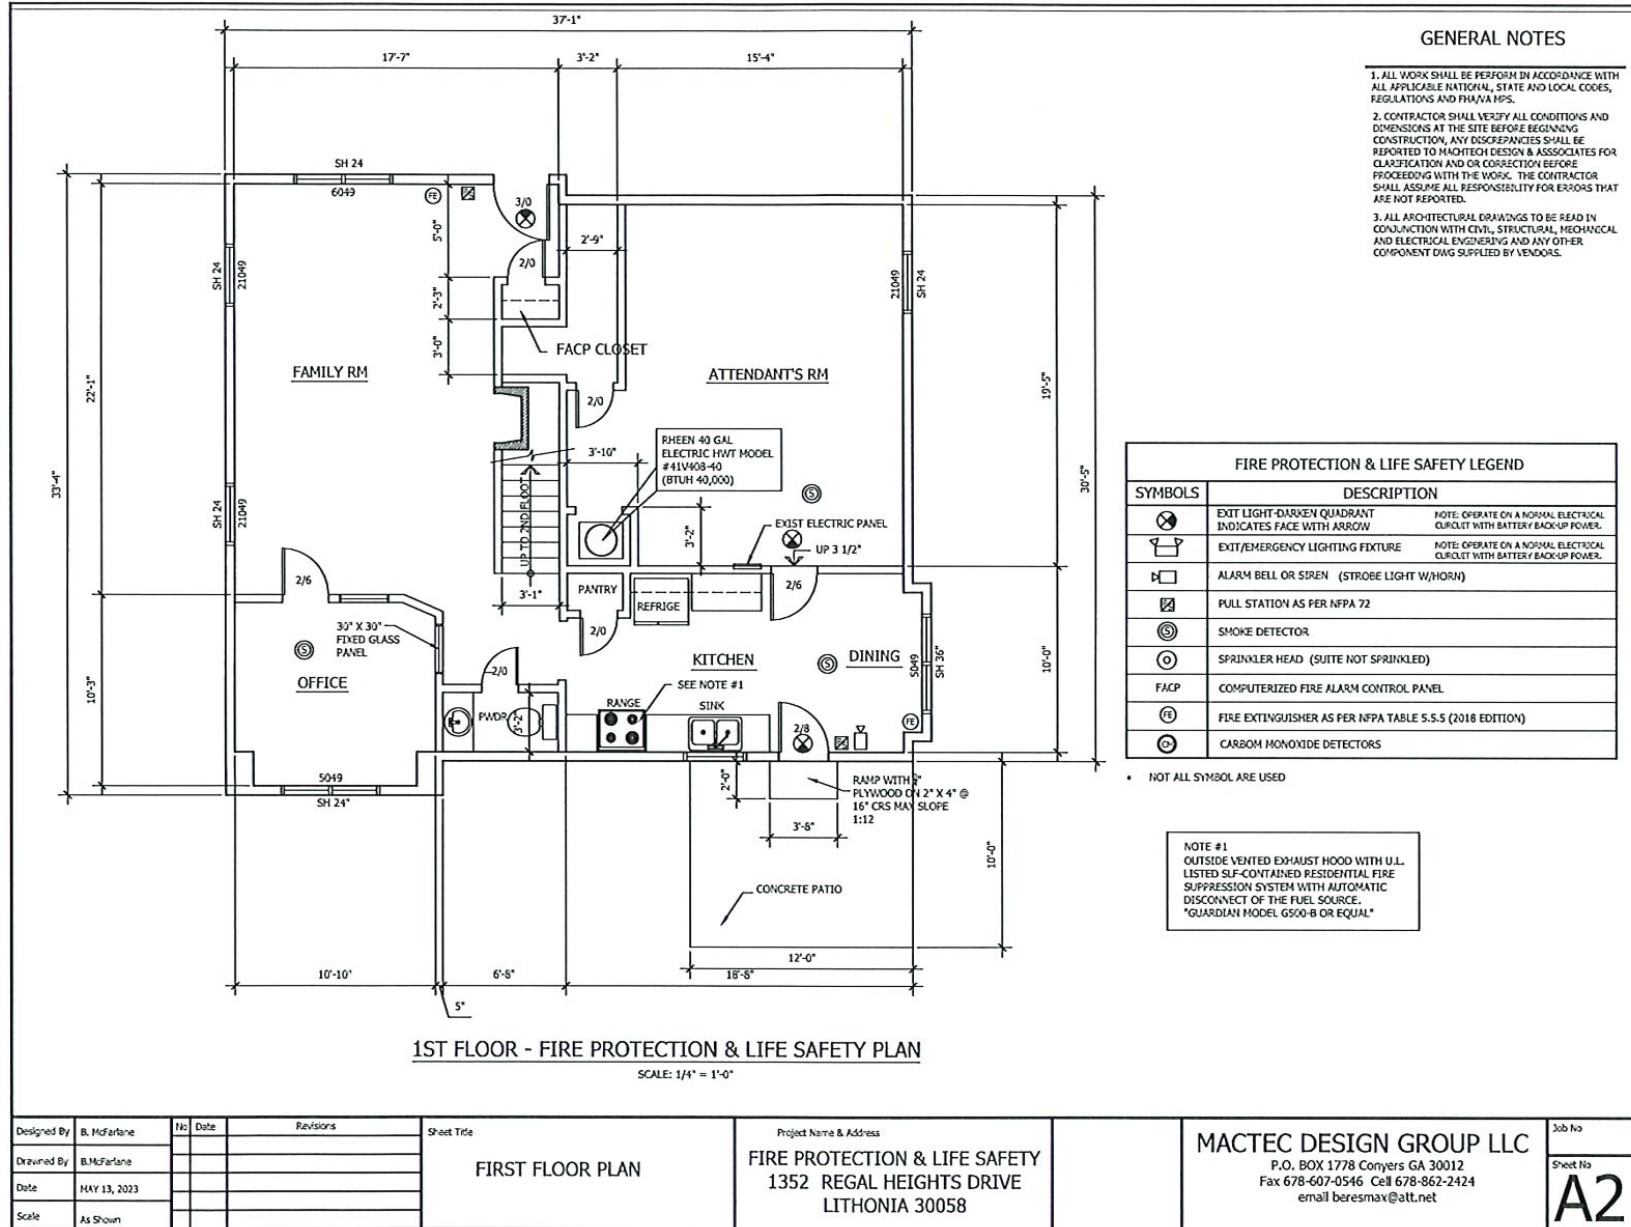 37'-1"
17'-7"
3'-2"
15'-4"
GENERAL NOTES
1. ALL WORK SHALL BE PERFORM IN ACCORDANCE WITH
ALL APPLICABLE NATIONAL, STATE AND LOCAL CODES,
REGULATIONS AND FHA/VA MPS.
2. CONTRACTOR SHALL VERIFY ALL CONDITIONS AND
DIMENSIONS AT THE SITE BEFORE BEGINNING
CONSTRUCTION, ANY DISCREPANCIES SHALL BE
REPORTED TO MACHTECH DESIGN & ASSSOCIATES FOR
CLARIFICATION AND OR CORRECTION BEFORE
PROCEEDING WITH THE WORK. THE CONTRACTOR
SHALL ASSUME ALL RESPONSIBILITY FOR ERRORS THAT
ARE NOT REPORTED.
3. ALL ARCHITECTURAL DRAWINGS TO BE READ IN
CONJUNCTION WITH CIVIL, STRUCTURAL, MECHANICAL
AND ELECTRICAL ENGINERING AND ANY OTHER
COMPONENT DWG SUPPLIED BY VENDORS.
SH 24
6049
FE
3/0
5'-0"
2'-9"
2/0
SH 24
21049
21049
SH 24
2'-3"
3'-0"
FACP CLOSET
FAMILY RM
ATTENDANT'S RM
22'-1"
19'-5"
2/0
33'-4"
30'-5"
3'-10"
RHEEN 40 GAL
ELECTRIC HWT MODEL
#41V40B-40
(BTUH 40,000)
S
SH 24
21049
UP TO 2ND FLOOT
EXIST ELECTRIC PANEL
3'-2"
UP 3 1/2"
2/6
3'-1"
PANTRY
REFRIGE
2/6
30" X 30"
FIXED GLASS
PANEL
2/0
S
OFFICE
2/0
KITCHEN
S
DINING
5049
SH 36"
10'-0"
SEE NOTE #1
10'-3"
PWDR
3'-2"
RANGE
SINK
2/8
FE
5049
SH 24"
2'-0"
RAMP WITH
PLYWOOD ON 2" X 4" @
16" CRS MAX SLOPE
1:12
3'-8"
10'-0"
CONCRETE PATIO
12'-0"
10'-10"
6'-8"
18'-8"
5"
FIRE PROTECTION & LIFE SAFETY LEGEND
SYMBOLS
DESCRIPTION
EXIT LIGHT-DARKEN QUADRANT
INDICATES FACE WITH ARROW
NOTE: OPERATE ON A NORMAL ELECTRICAL
CURCUIT WITH BATTERY BACK-UP POWER.
EXIT/EMERGENCY LIGHTING FIXTURE
NOTE: OPERATE ON A NORMAL ELECTRICAL
CURCUIT WITH BATTERY BACK-UP POWER.
ALARM BELL OR SIREN (STROBE LIGHT W/HORN)
PULL STATION AS PER NFPA 72
S SMOKE DETECTOR
SPRINKLER HEAD (SUITE NOT SPRINKLED)
FACP COMPUTERIZED FIRE ALARM CONTROL PANEL
FE FIRE EXTINGUISHER AS PER NFPA TABLE 5.5.5 (2018 EDITION)
CARBOM MONOXIDE DETECTORS
* NOT ALL SYMBOL ARE USED
NOTE #1
OUTSIDE VENTED EXHAUST HOOD WITH U.L.
LISTED SLF-CONTAINED RESIDENTIAL FIRE
SUPPRESSION SYSTEM WITH AUTOMATIC
DISCONNECT OF THE FUEL SOURCE.
"GUARDIAN MODEL G500-B OR EQUAL"
1ST FLOOR - FIRE PROTECTION & LIFE SAFETY PLAN
SCALE: 1/4" = 1'-0"
Designed By B. McFarlane
Drawned By B.McFarlane
Date MAY 13, 2023
Scale As Shown
No Date Revisions
Sheet Title
FIRST FLOOR PLAN
Project Name & Address
FIRE PROTECTION & LIFE SAFETY
1352 REGAL HEIGHTS DRIVE
LITHONIA 30058
MACTEC DESIGN GROUP LLC
P.O. BOX 1778 Conyers GA 30012
Fax 678-607-0546 Cell 678-862-2424
email beresmax@att.net
Job No
Sheet No
A2